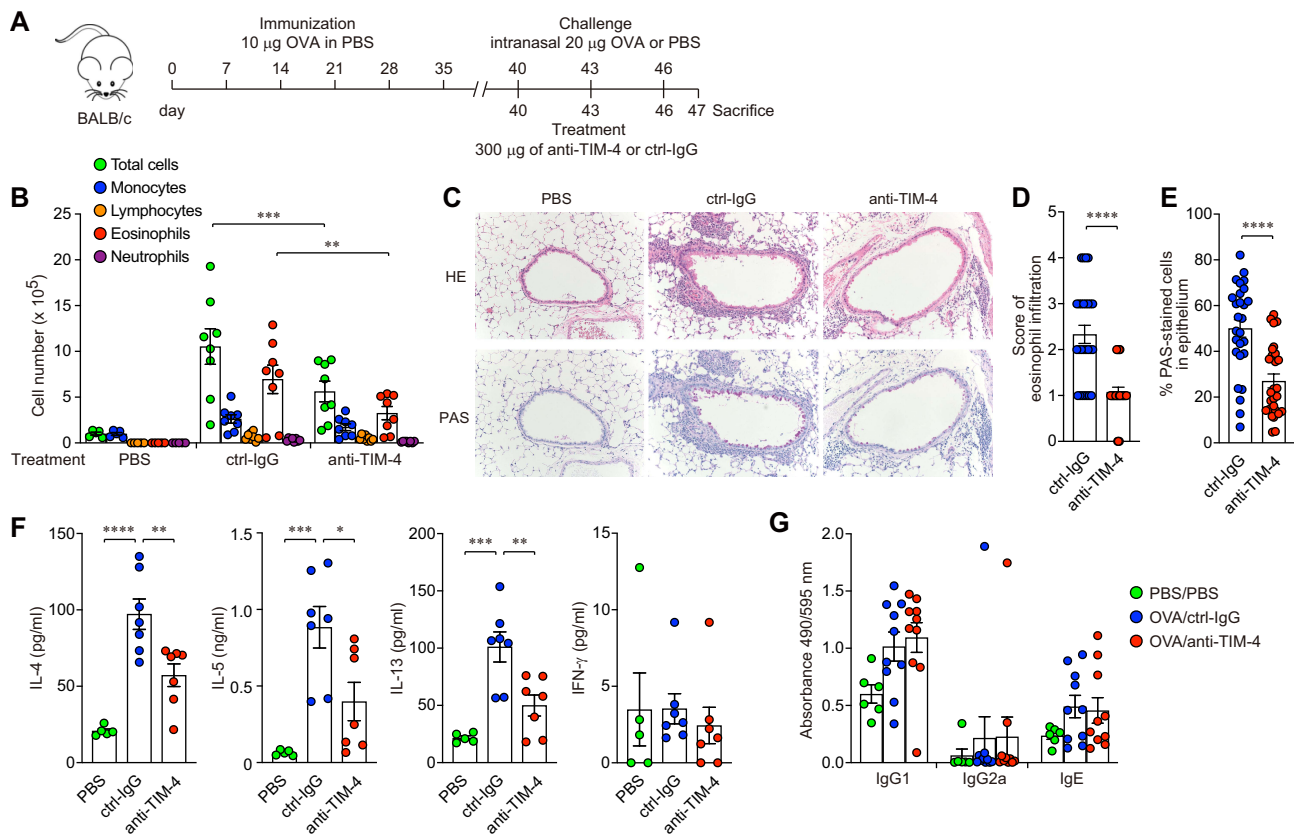 A
Immunization
10 μg OVA in PBS
Challenge
intranasal 20 μg OVA or PBS
0 7 14 21 28 35 40 43 46
day
40 43 46 47 Sacrifice
BALB/c
Treatment
300 μg of anti-TIM-4 or ctrl-IgG
Total cells
Monocytes
Lymphocytes
Eosinophils
Neutrophils
B
Cell number (x 10⁵)
25
20
15
10
5
0
***
**
Treatment PBS ctrl-IgG anti-TIM-4
C
PBS ctrl-IgG anti-TIM-4
HE
PAS
D
Score of
eosinophil infiltration
5
4
3
2
1
0
****
ctrl-IgG
anti-TIM-4
E
% PAS-stained cells
in epithelium
100
80
60
40
20
0
****
ctrl-IgG
anti-TIM-4
F
IL-4 (pg/ml)
150
100
50
0
**** **
PBS
ctrl-IgG
anti-TIM-4
IL-5 (ng/ml)
1.5
1.0
0.5
0
*** *
PBS
ctrl-IgG
anti-TIM-4
IL-13 (pg/ml)
200
150
100
50
0
*** **
PBS
ctrl-IgG
anti-TIM-4
IFN-γ (pg/ml)
15
10
5
0
PBS
ctrl-IgG
anti-TIM-4
G
Absorbance 490/595 nm
2.0
1.5
1.0
0.5
0.0
IgG1 IgG2a IgE
PBS/PBS
OVA/ctrl-IgG
OVA/anti-TIM-4